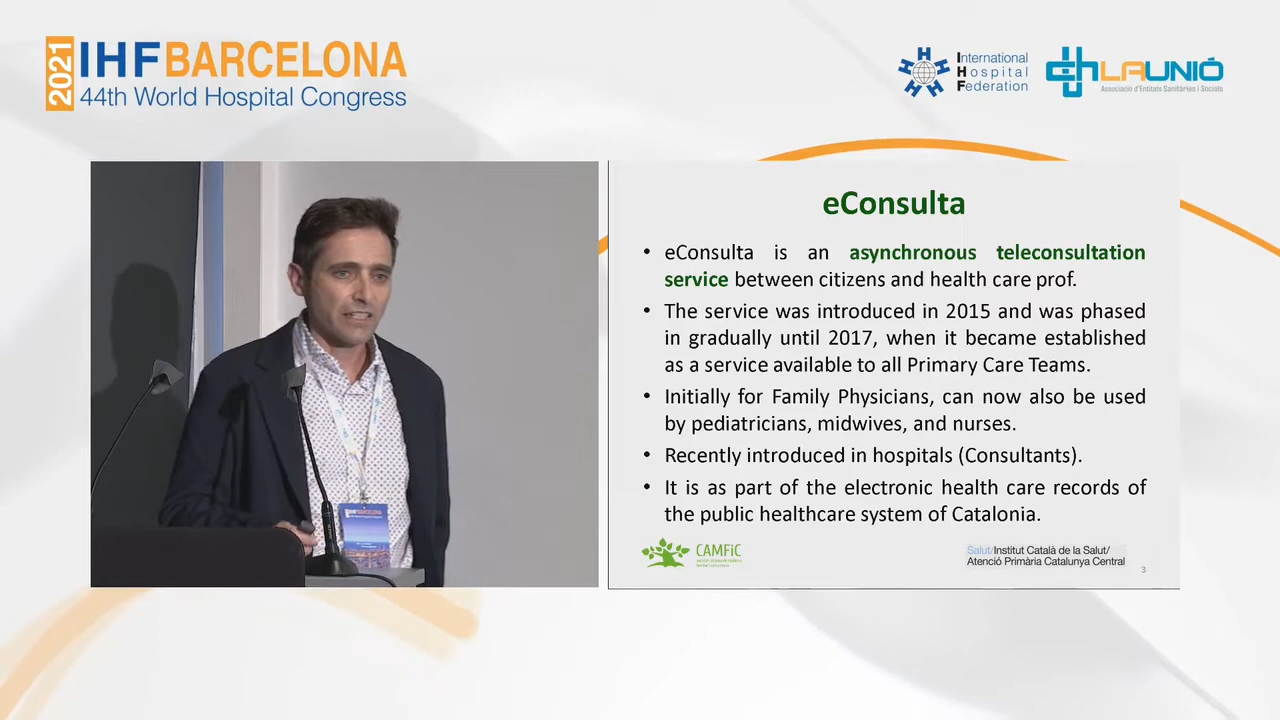 2021
IHF BARCELONA
44th World Hospital Congress
International
Hospital
Federation
LAUNIÓ
Associació d'Entitats Sanitàries i Socials
eConsulta
• eConsulta is an asynchronous teleconsultation
service between citizens and health care prof.
• The service was introduced in 2015 and was phased
in gradually until 2017, when it became established
as a service available to all Primary Care Teams.
• Initially for Family Physicians, can now also be used
by pediatricians, midwives, and nurses.
• Recently introduced in hospitals (Consultants).
• It is as part of the electronic health care records of
the public healthcare system of Catalonia.
CAMFiC
Salut/Institut Català de la Salut/
Atenció Primària Catalunya Central
3
IHFBARCELONA